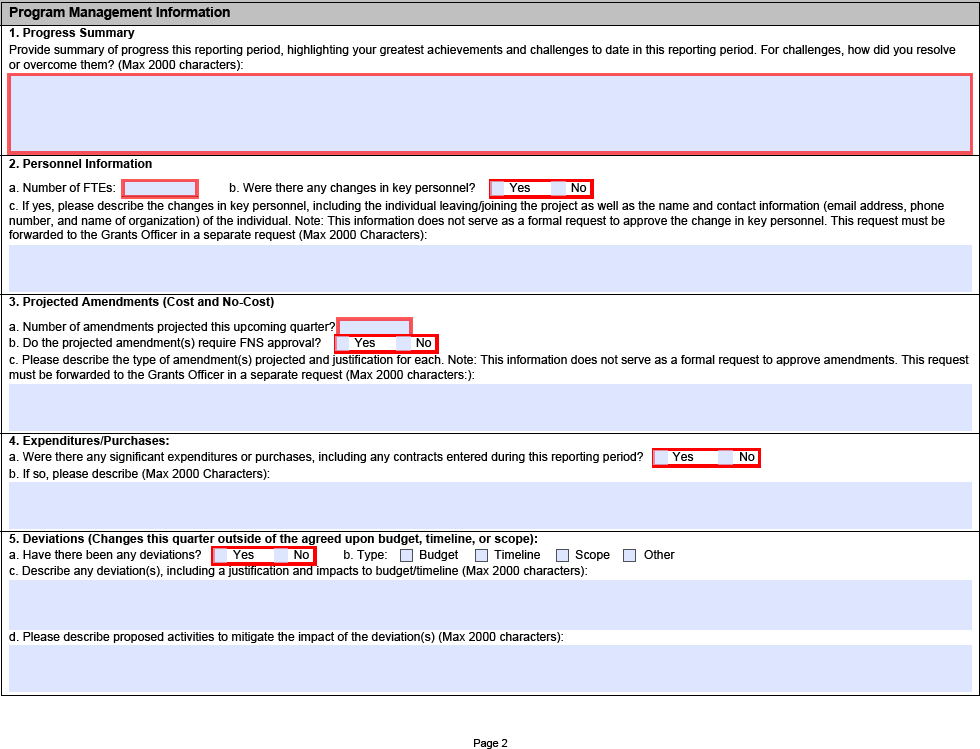 Program Management Information
1. Progress Summary
Provide summary of progress this reporting period, highlighting your greatest achievements and challenges to date in this reporting period. For challenges, how did you resolve
or overcome them? (Max 2000 characters):
2. Personnel Information
a. Number of FTEs: b. Were there any changes in key personnel? Yes No
c. If yes, please describe the changes in key personnel, including the individual leaving/joining the project as well as the name and contact information (email address, phone
number, and name of organization) of the individual. Note: This information does not serve as a formal request to approve the change in key personnel. This request must be
forwarded to the Grants Officer in a separate request (Max 2000 Characters):
3. Projected Amendments (Cost and No-Cost)
a. Number of amendments projected this upcoming quarter?
b. Do the projected amendment(s) require FNS approval? Yes No
c. Please describe the type of amendment(s) projected and justification for each. Note: This information does not serve as a formal request to approve amendments. This request
must be forwarded to the Grants Officer in a separate request (Max 2000 characters:):
4. Expenditures/Purchases:
a. Were there any significant expenditures or purchases, including any contracts entered during this reporting period? Yes No
b. If so, please describe (Max 2000 Characters):
5. Deviations (Changes this quarter outside of the agreed upon budget, timeline, or scope):
a. Have there been any deviations? Yes No b. Type: Budget Timeline Scope Other
c. Describe any deviation(s), including a justification and impacts to budget/timeline (Max 2000 characters):
d. Please describe proposed activities to mitigate the impact of the deviation(s) (Max 2000 characters):
Page 2